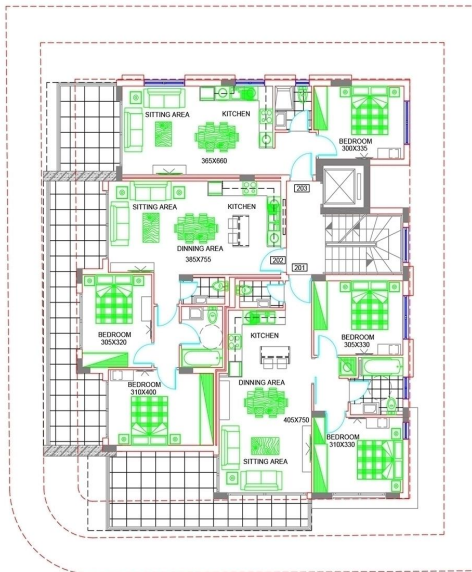 SITTING AREA
KITCHEN
365X660
BEDROOM
300X335
203
SITTING AREA
KITCHEN
DINNING AREA
385X755
202
201
BEDROOM
305X320
KITCHEN
BEDROOM
305X330
BEDROOM
310X400
DINNING AREA
405X750
SITTING AREA
BEDROOM
310X330